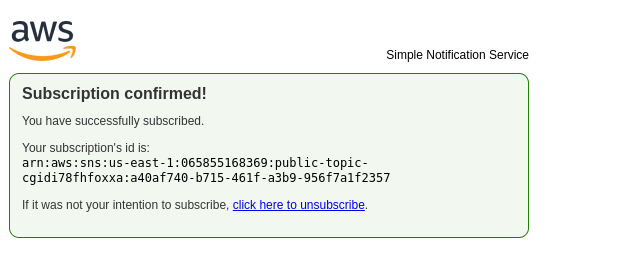 aws
Simple Notification Service
Subscription confirmed!
You have successfully subscribed.
Your subscription's id is:
arn:aws:sns:us-east-1:065855168369:public-topic-
cgidi78fhfoxxa:a40af740-b715-461f-a3b9-956f7a1f2357
If it was not your intention to subscribe, click here to unsubscribe.